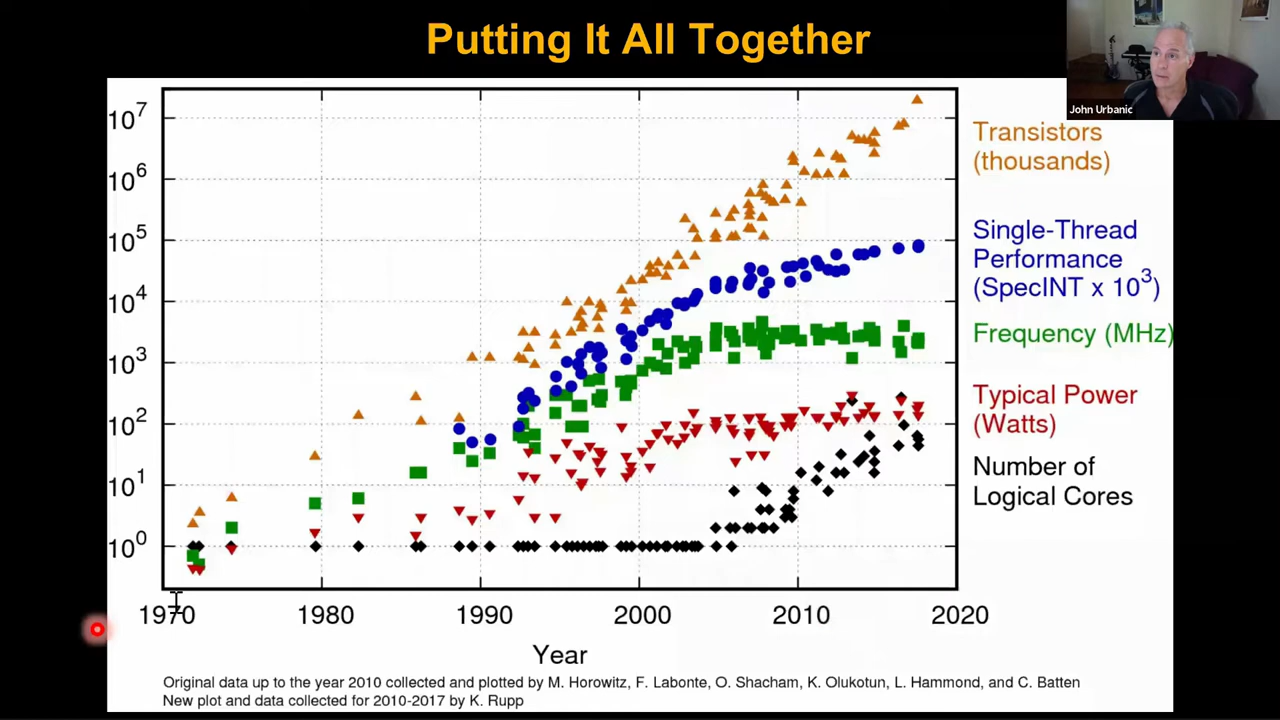 Putting It All Together
John Urbanic
10^7
10^6
10^5
10^4
10^3
10^2
10^1
10^0
Transistors
(thousands)
Single-Thread
Performance
(SpecINT x 10^3)
Frequency (MHz)
Typical Power
(Watts)
Number of
Logical Cores
1970 1980 1990 2000 2010 2020
Year
Original data up to the year 2010 collected and plotted by M. Horowitz, F. Labonte, O. Shacham, K. Olukotun, L. Hammond, and C. Batten
New plot and data collected for 2010-2017 by K. Rupp